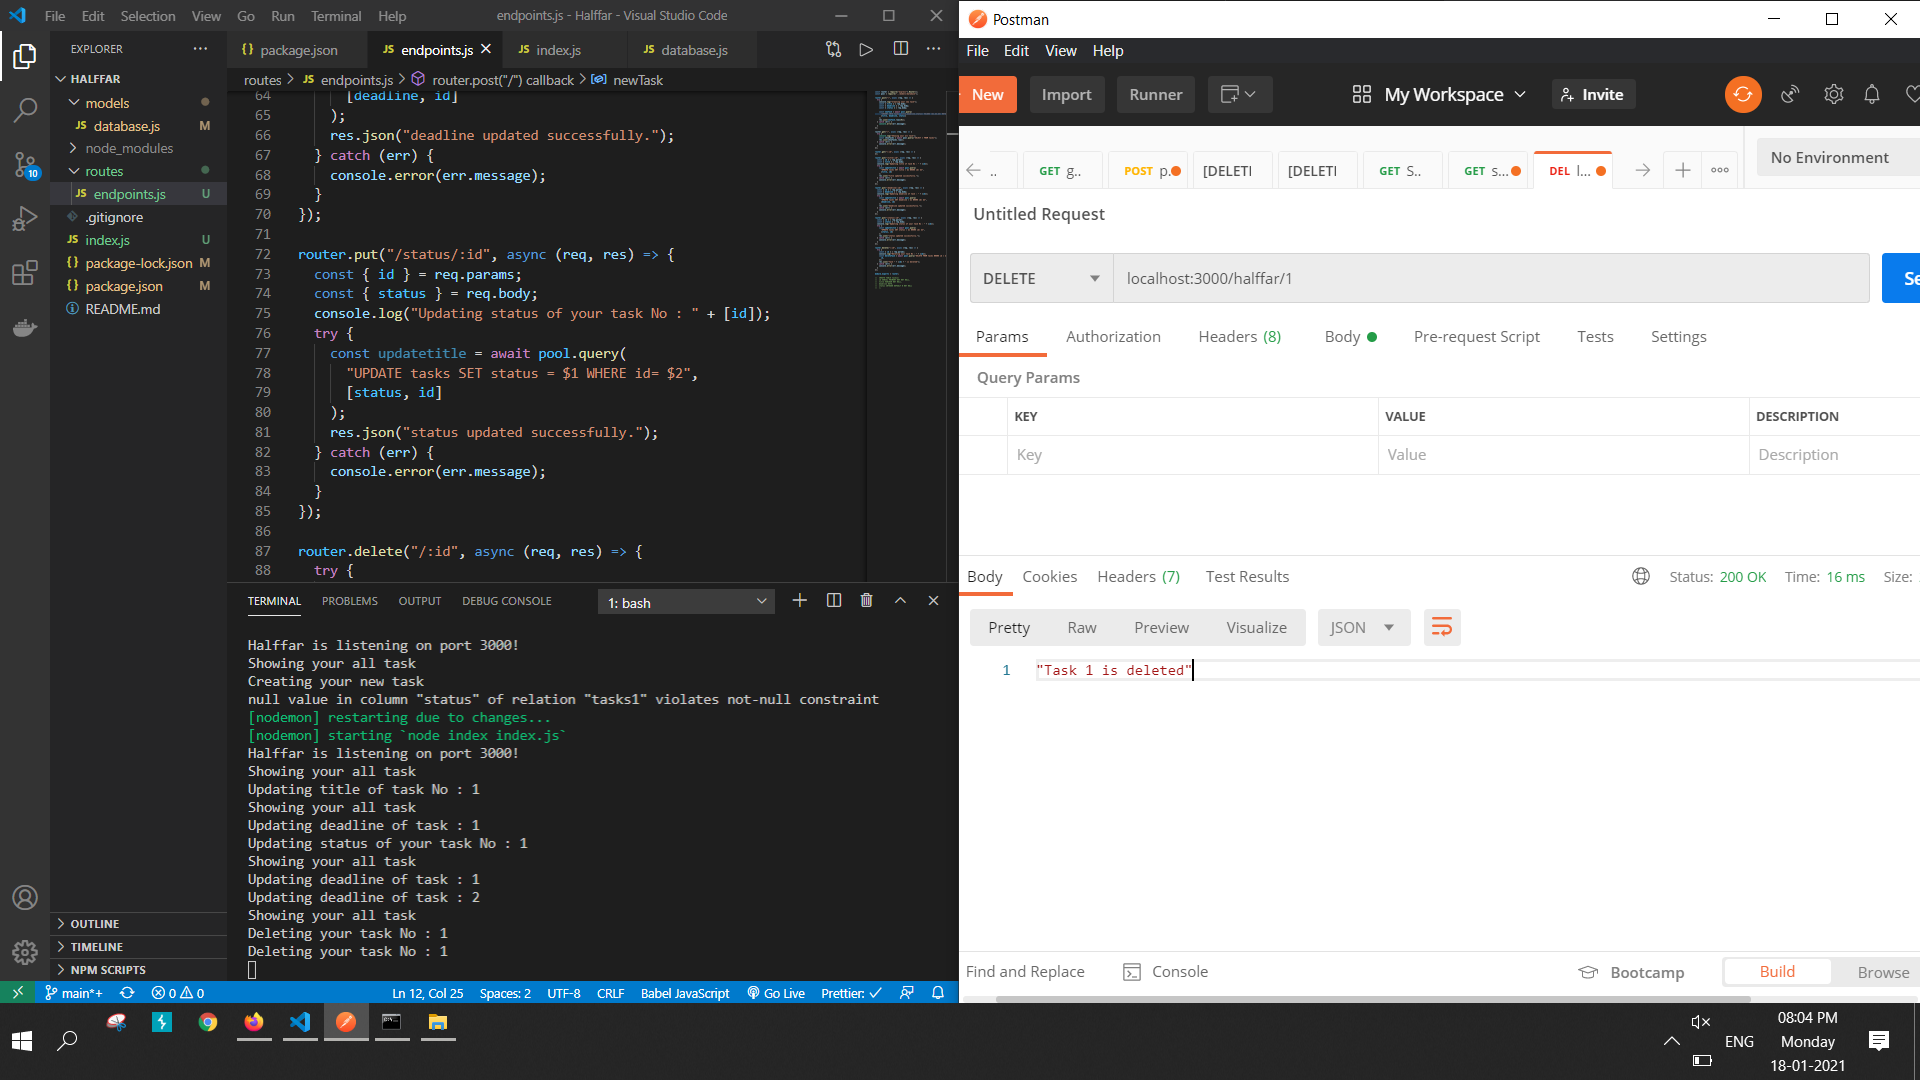 File Edit Selection View Go Run Terminal Help endpoints.js - Halffar - Visual Studio Code
EXPLORER
package.json endpoints.js index.js database.js
routes > endpoints.js > router.post("/") callback > newTask
HALFFAR
models
database.js M
node_modules
routes
endpoints.js U
.gitignore
index.js U
package-lock.json M
package.json M
README.md
10
OUTLINE
TIMELINE
NPM SCRIPTS
64 [deadline, id]
65 );
66 res.json("deadline updated successfully.");
67 } catch (err) {
68 console.error(err.message);
69 }
70 });
71
72 router.put("/status/:id", async (req, res) => {
73 const { id } = req.params;
74 const { status } = req.body;
75 console.log("Updating status of your task No : " + [id]);
76 try {
77 const updatetitle = await pool.query(
78 "UPDATE tasks SET status = $1 WHERE id= $2",
79 [status, id]
80 );
81 res.json("status updated successfully.");
82 } catch (err) {
83 console.error(err.message);
84 }
85 });
86
87 router.delete("/:id", async (req, res) => {
88 try {
TERMINAL PROBLEMS OUTPUT DEBUG CONSOLE 1: bash
Halffar is listening on port 3000!
Showing your all task
Creating your new task
null value in column "status" of relation "tasks1" violates not-null constraint
[nodemon] restarting due to changes...
[nodemon] starting `node index index.js`
Halffar is listening on port 3000!
Showing your all task
Updating title of task No : 1
Showing your all task
Updating deadline of task : 1
Updating status of your task No : 1
Showing your all task
Updating deadline of task : 1
Updating deadline of task : 2
Showing your all task
Deleting your task No : 1
Deleting your task No : 1
main*+ 0 0 Ln 12, Col 25 Spaces: 2 UTF-8 CRLF Babel JavaScript Go Live Prettier:
Postman
File Edit View Help
New Import Runner My Workspace Invite
.. GET g.. POST p. [DELETI [DELETI GET S.. GET s... DEL l... No Environment
Untitled Request
DELETE localhost:3000/halffar/1 Se
Params Authorization Headers (8) Body Pre-request Script Tests Settings
Query Params
KEY VALUE DESCRIPTION
Key Value Description
Body Cookies Headers (7) Test Results Status: 200 OK Time: 16 ms Size:
Pretty Raw Preview Visualize JSON
1 "Task 1 is deleted"
Find and Replace Console Bootcamp Build Browse
08:04 PM
ENG Monday
18-01-2021